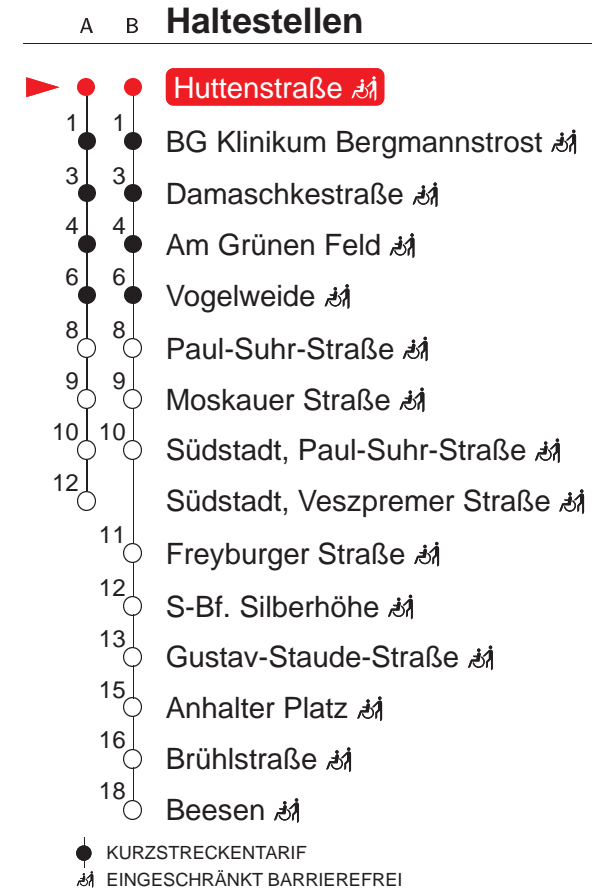 A B Haltestellen
Huttenstraße
1 1 BG Klinikum Bergmannstrost
3 3 Damaschkestraße
4 4 Am Grünen Feld
6 6 Vogelweide
8 8 Paul-Suhr-Straße
9 9 Moskauer Straße
10 10 Südstadt, Paul-Suhr-Straße
12 Südstadt, Veszpremer Straße
11 Freyburger Straße
12 S-Bf. Silberhöhe
13 Gustav-Staude-Straße
15 Anhalter Platz
16 Brühlstraße
18 Beesen
KURZSTRECKENTARIF
EINGESCHRÄNKT BARRIEREFREI